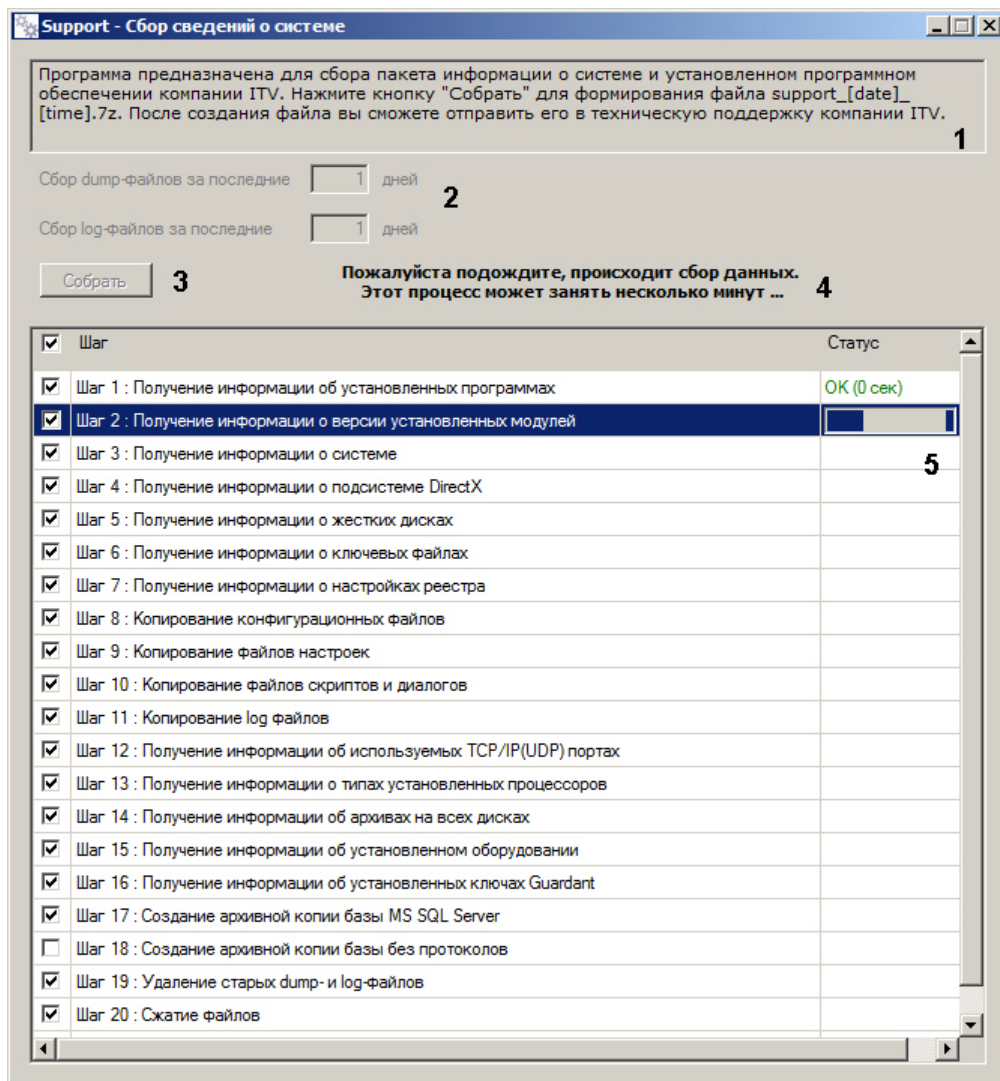 Support - Сбор сведений о системе
Программа предназначена для сбора пакета информации о системе и установленном программном
обеспечении компании ITV. Нажмите кнопку "Собрать" для формирования файла support_[date]_
[time].7z. После создания файла вы сможете отправить его в техническую поддержку компании ITV.
1
Сбор dump-файлов за последние 1 дней
2
Сбор log-файлов за последние 1 дней
Собрать 3
Пожалуйста подождите, происходит сбор данных.
Этот процесс может занять несколько минут ...
4
Шаг Статус
Шаг 1 : Получение информации об установленных программах OK (0 сек)
Шаг 2 : Получение информации о версии установленных модулей
Шаг 3 : Получение информации о системе
5
Шаг 4 : Получение информации о подсистеме DirectX
Шаг 5 : Получение информации о жестких дисках
Шаг 6 : Получение информации о ключевых файлах
Шаг 7 : Получение информации о настройках реестра
Шаг 8 : Копирование конфигурационных файлов
Шаг 9 : Копирование файлов настроек
Шаг 10 : Копирование файлов скриптов и диалогов
Шаг 11 : Копирование log файлов
Шаг 12 : Получение информации об используемых TCP/IP(UDP) портах
Шаг 13 : Получение информации о типах установленных процессоров
Шаг 14 : Получение информации об архивах на всех дисках
Шаг 15 : Получение информации об установленном оборудовании
Шаг 16 : Получение информации об установленных ключах Guardant
Шаг 17 : Создание архивной копии базы MS SQL Server
Шаг 18 : Создание архивной копии базы без протоколов
Шаг 19 : Удаление старых dump- и log-файлов
Шаг 20 : Сжатие файлов